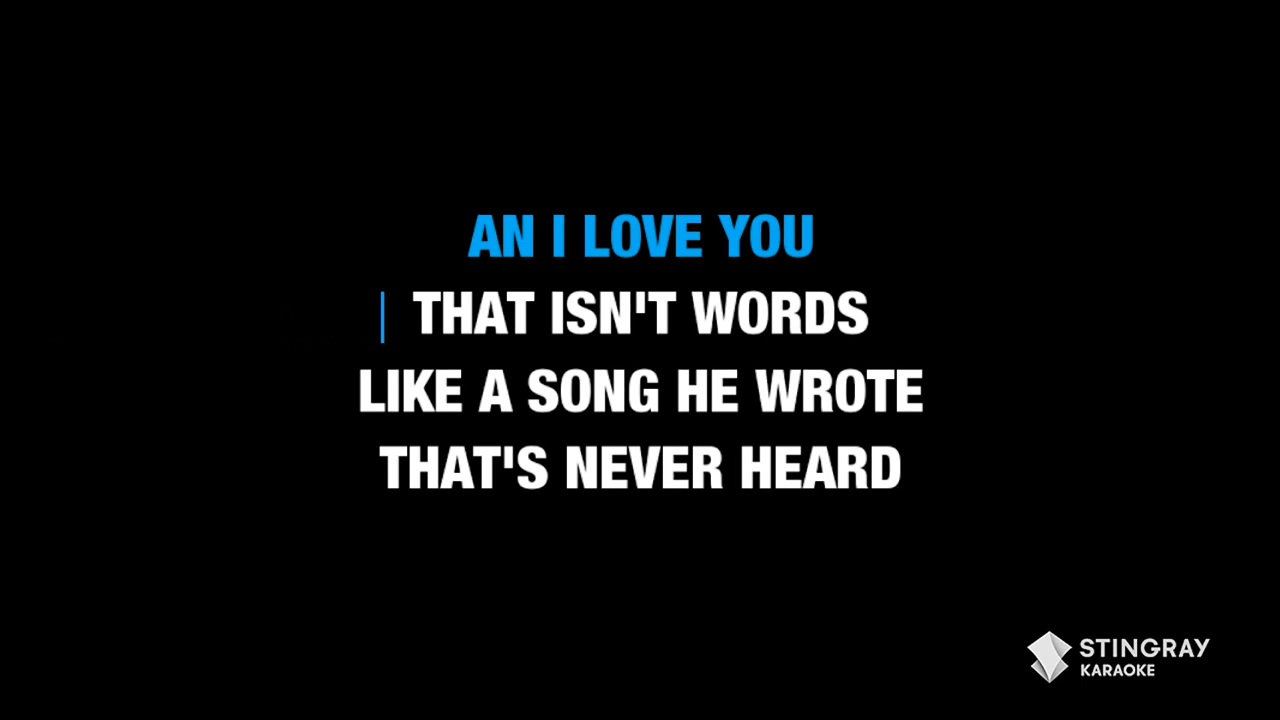 AN I LOVE YOU
THAT ISN'T WORDS
LIKE A SONG HE WROTE
THAT'S NEVER HEARD
STINGRAY
KARAOKE